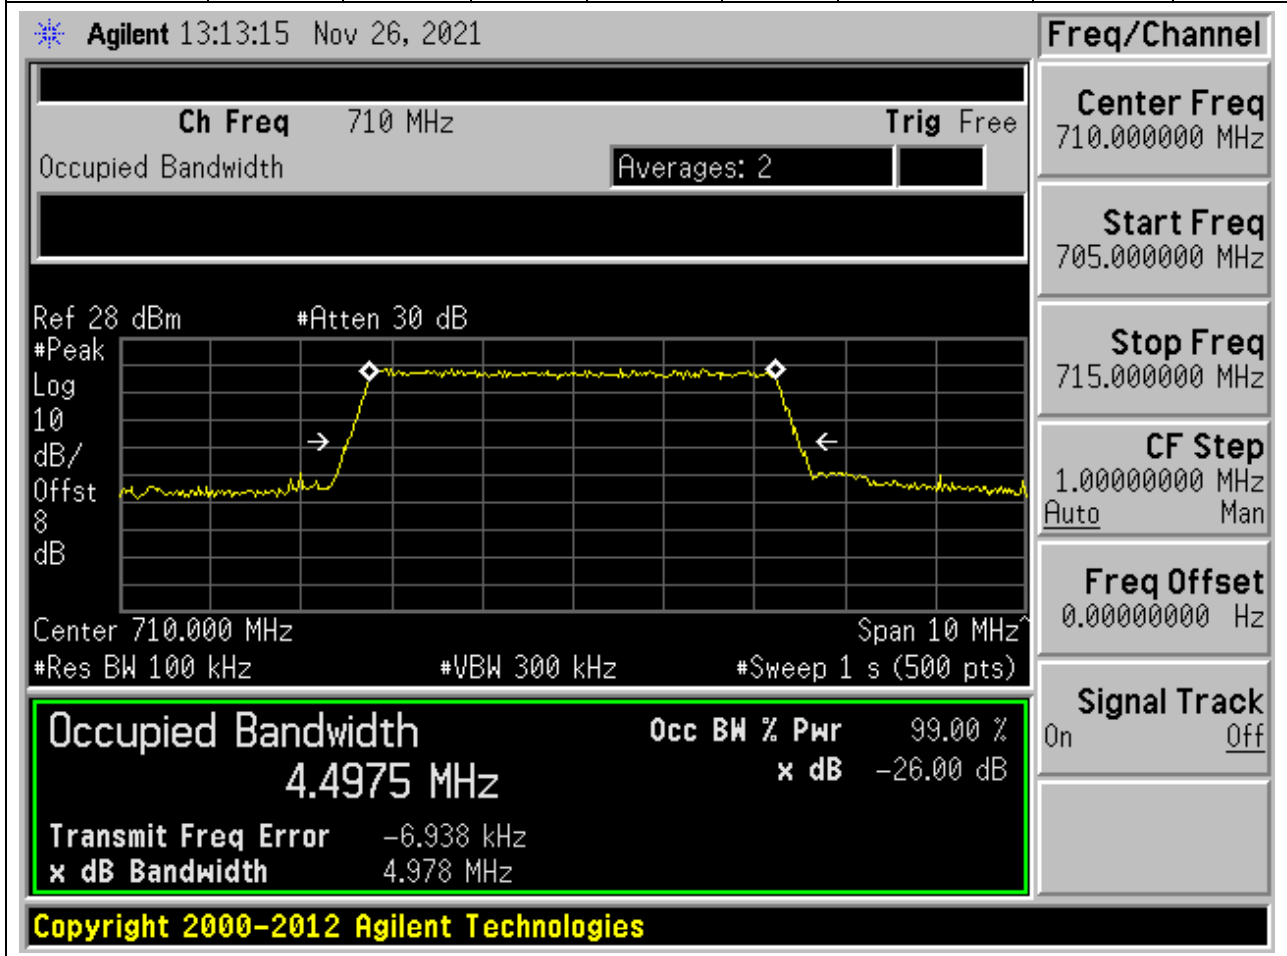 Agilent 13:13:15 Nov 26, 2021
Freq/Channel
Ch Freq 710 MHz Trig Free
Occupied Bandwidth Averages: 2
Center Freq
710.000000 MHz
Start Freq
705.000000 MHz
Stop Freq
715.000000 MHz
CF Step
1.00000000 MHz
Auto Man
Freq Offset
0.00000000 Hz
Signal Track
On Off
Ref 28 dBm #Atten 30 dB
#Peak
Log
10
dB/
Offst
8
dB
Center 710.000 MHz Span 10 MHz^
#Res BW 100 kHz #VBW 300 kHz #Sweep 1 s (500 pts)
Occupied Bandwidth Occ BW % Pwr 99.00 %
4.4975 MHz x dB -26.00 dB
Transmit Freq Error -6.938 kHz
x dB Bandwidth 4.978 MHz
Copyright 2000-2012 Agilent Technologies